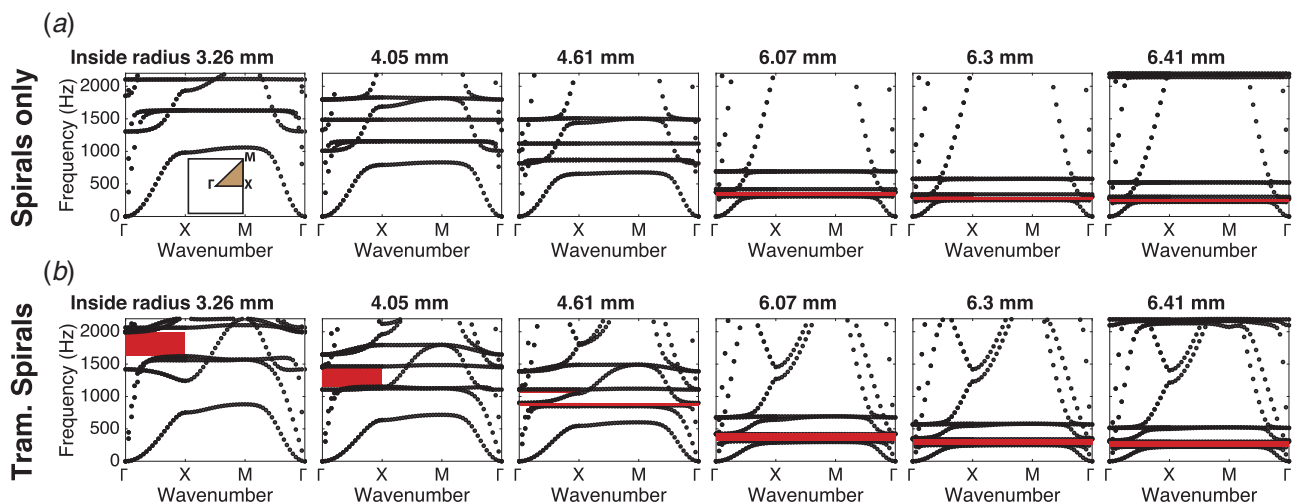 (a)
Spirals only
Inside radius 3.26 mm 4.05 mm 4.61 mm 6.07 mm 6.3 mm 6.41 mm
Frequency (Hz)
2000
1500
1000
500
0
M
Γ X
Γ X M Γ Γ X M Γ Γ X M Γ Γ X M Γ Γ X M Γ Γ X M Γ
Wavenumber Wavenumber Wavenumber Wavenumber Wavenumber Wavenumber
(b)
Tram. Spirals
Inside radius 3.26 mm 4.05 mm 4.61 mm 6.07 mm 6.3 mm 6.41 mm
Frequency (Hz)
2000
1500
1000
500
0
Γ X M Γ Γ X M Γ Γ X M Γ Γ X M Γ Γ X M Γ Γ X M Γ
Wavenumber Wavenumber Wavenumber Wavenumber Wavenumber Wavenumber